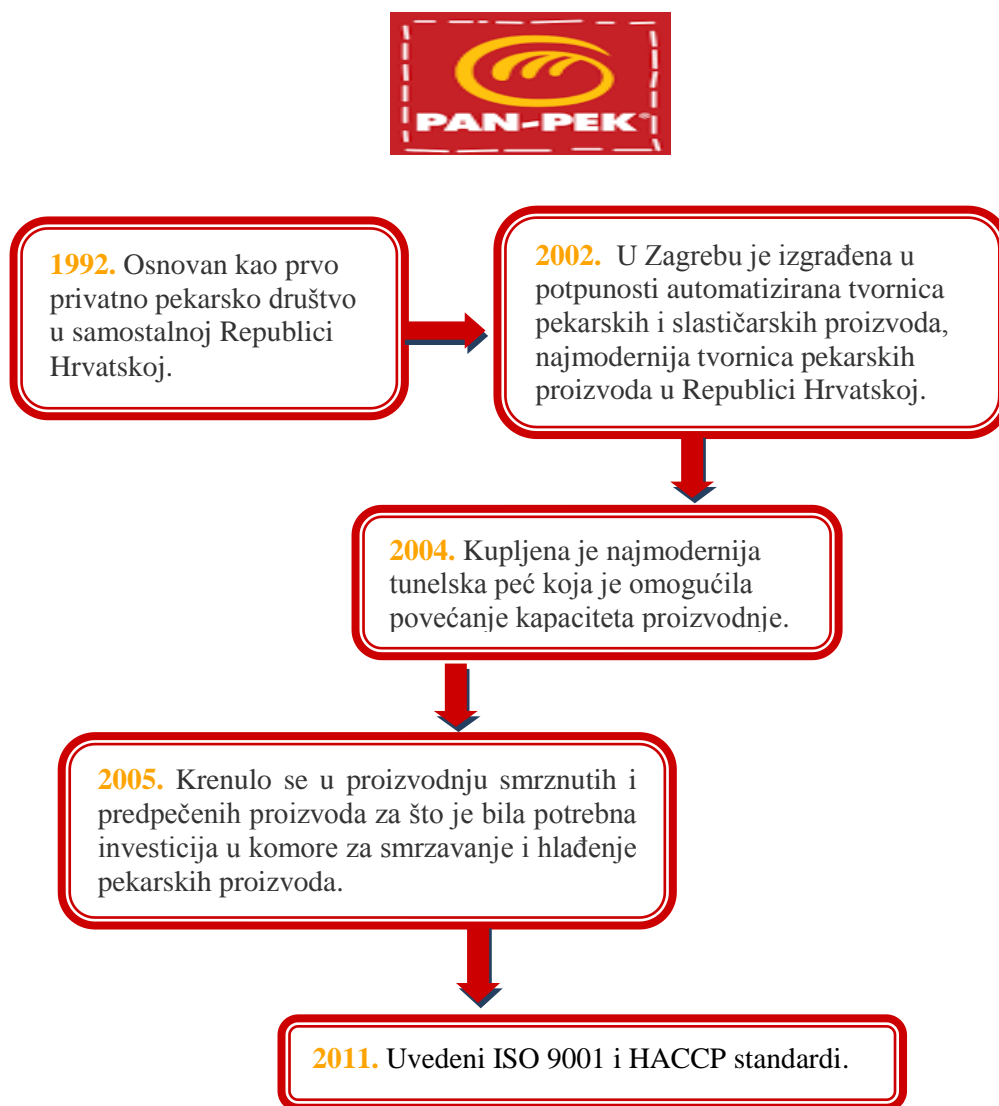 PAN-PEK®
1992. Osnovan kao prvo
privatno pekarsko društvo
u samostalnoj Republici
Hrvatskoj.
2002. U Zagrebu je izgrađena u
potpunosti automatizirana tvornica
pekarskih i slastičarskih proizvoda,
najmodernija tvornica pekarskih
proizvoda u Republici Hrvatskoj.
2004. Kupljena je najmodernija
tunelska peć koja je omogućila
povećanje kapaciteta proizvodnje.
2005. Krenulo se u proizvodnju smrznutih i
predpečenih proizvoda za što je bila potrebna
investicija u komore za smrzavanje i hlađenje
pekarskih proizvoda.
2011. Uvedeni ISO 9001 i HACCP standardi.